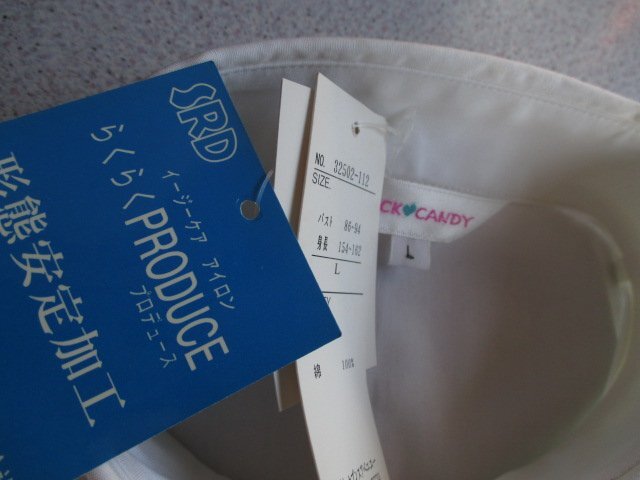 SRD
イージーケア アイロン
らくらくPRODUCE
プロデュース
形態安定加工
NO. 32502-112
SIZE.
バスト 86-94
身長 154-162
L
綿 100%
CK♥CANDY
L